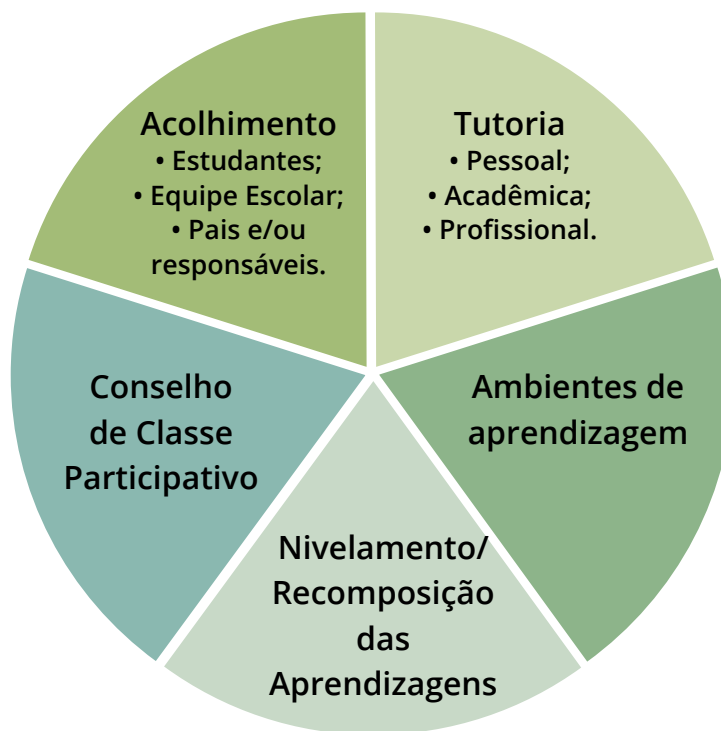 Acolhimento
• Estudantes;
• Equipe Escolar;
• Pais e/ou
responsáveis.
Tutoria
• Pessoal;
• Acadêmica;
• Profissional.
Conselho
de Classe
Participativo
Ambientes de
aprendizagem
Nivelamento/
Recomposição
das
Aprendizagens